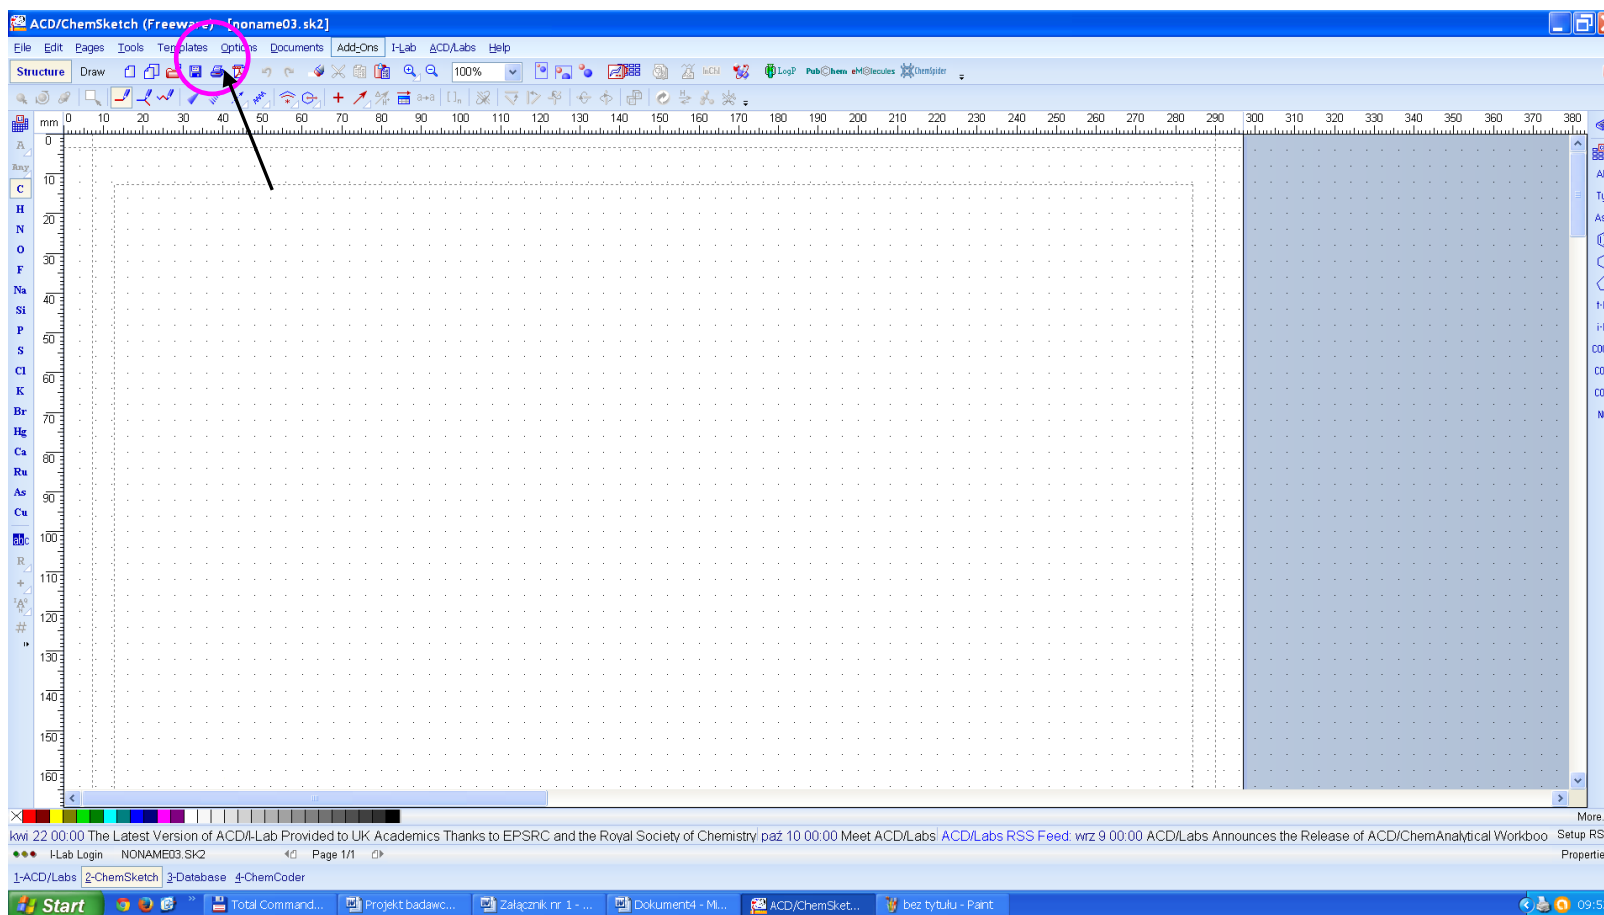 ACD/ChemSketch (Freeware) - [noname03.sk2]
File Edit Pages Tools Templates Options Documents Add-Ons I-Lab ACD/Labs Help
Structure Draw 100% InChI LogP PubChem eMolecules ChemSpider
mm 0 10 20 30 40 50 60 70 80 90 100 110 120 130 140 150 160 170 180 190 200 210 220 230 240 250 260 270 280 290 300 310 320 330 340 350 360 370 380
0
A
Any
10
C
H
20
N
O
30
F
Na
40
Si
P
50
S
Cl
60
K
Br
70
Hg
Ca
80
Ru
As
90
Cu
100
abc
R
110
120
#
130
140
150
160
More.
kwi 22 00:00 The Latest Version of ACD/I-Lab Provided to UK Academics Thanks to EPSRC and the Royal Society of Chemistry paź 10 00:00 Meet ACD/Labs ACD/Labs RSS Feed: wrz 9 00:00 ACD/Labs Announces the Release of ACD/ChemAnalytical Workboo Setup RS
I-Lab Login NONAME03.SK2 Page 1/1 Propertie
1-ACD/Labs 2-ChemSketch 3-Database 4-ChemCoder
Start Total Command... Projekt badawc... Załącznik nr 1 - ... Dokument4 - Mi... ACD/ChemSket... bez tytułu - Paint 09:5